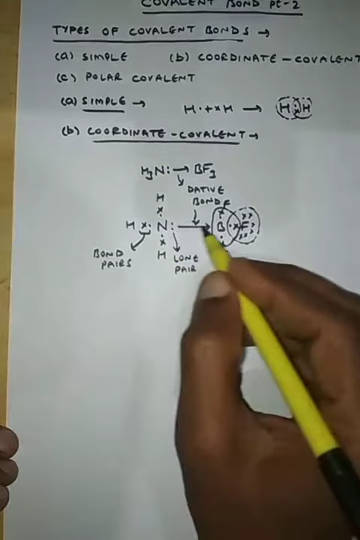 COVALENT BOND Pt-2
TYPES OF COVALENT BONDS →
(a) SIMPLE (b) COORDINATE-COVALENT
(c) POLAR COVALENT
(a) SIMPLE → H·+×H → H H
(b) COORDINATE-COVALENT →
H₃N: → BF₃
DATIVE
H BOND F
H ×· N : → B ·× F
BOND H LONE
PAIRS PAIR